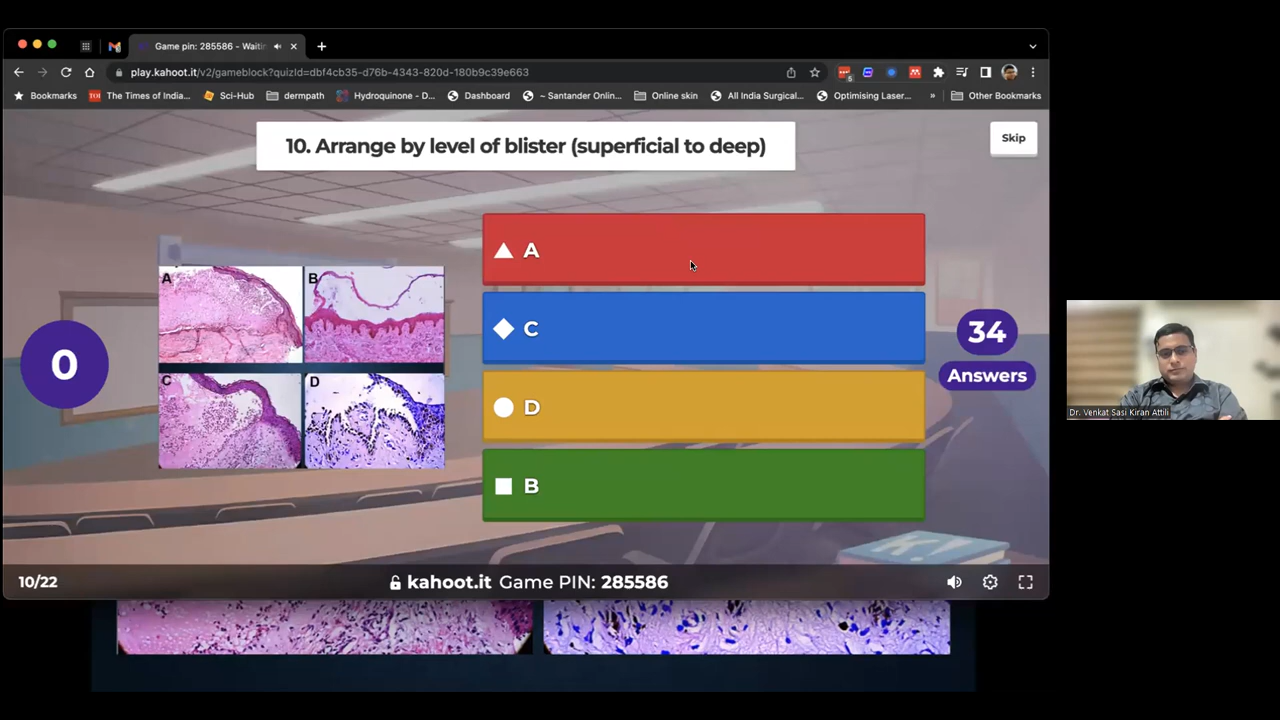 Game pin: 285586 - Waitin
play.kahoot.it/v2/gameblock?quizId=dbf4cb35-d76b-4343-820d-180b9c39e663
Bookmarks
TOI
The Times of India...
Sci-Hub
dermpath
Hydroquinone - D...
Dashboard
~ Santander Onlin...
Online skin
All India Surgical...
Optimising Laser...
»
Other Bookmarks
10. Arrange by level of blister (superficial to deep)
Skip
A
B
C
D
A
C
D
B
0
34
Answers
Dr. Venkat Sasi Kiran Attili
10/22
kahoot.it Game PIN: 285586
K!